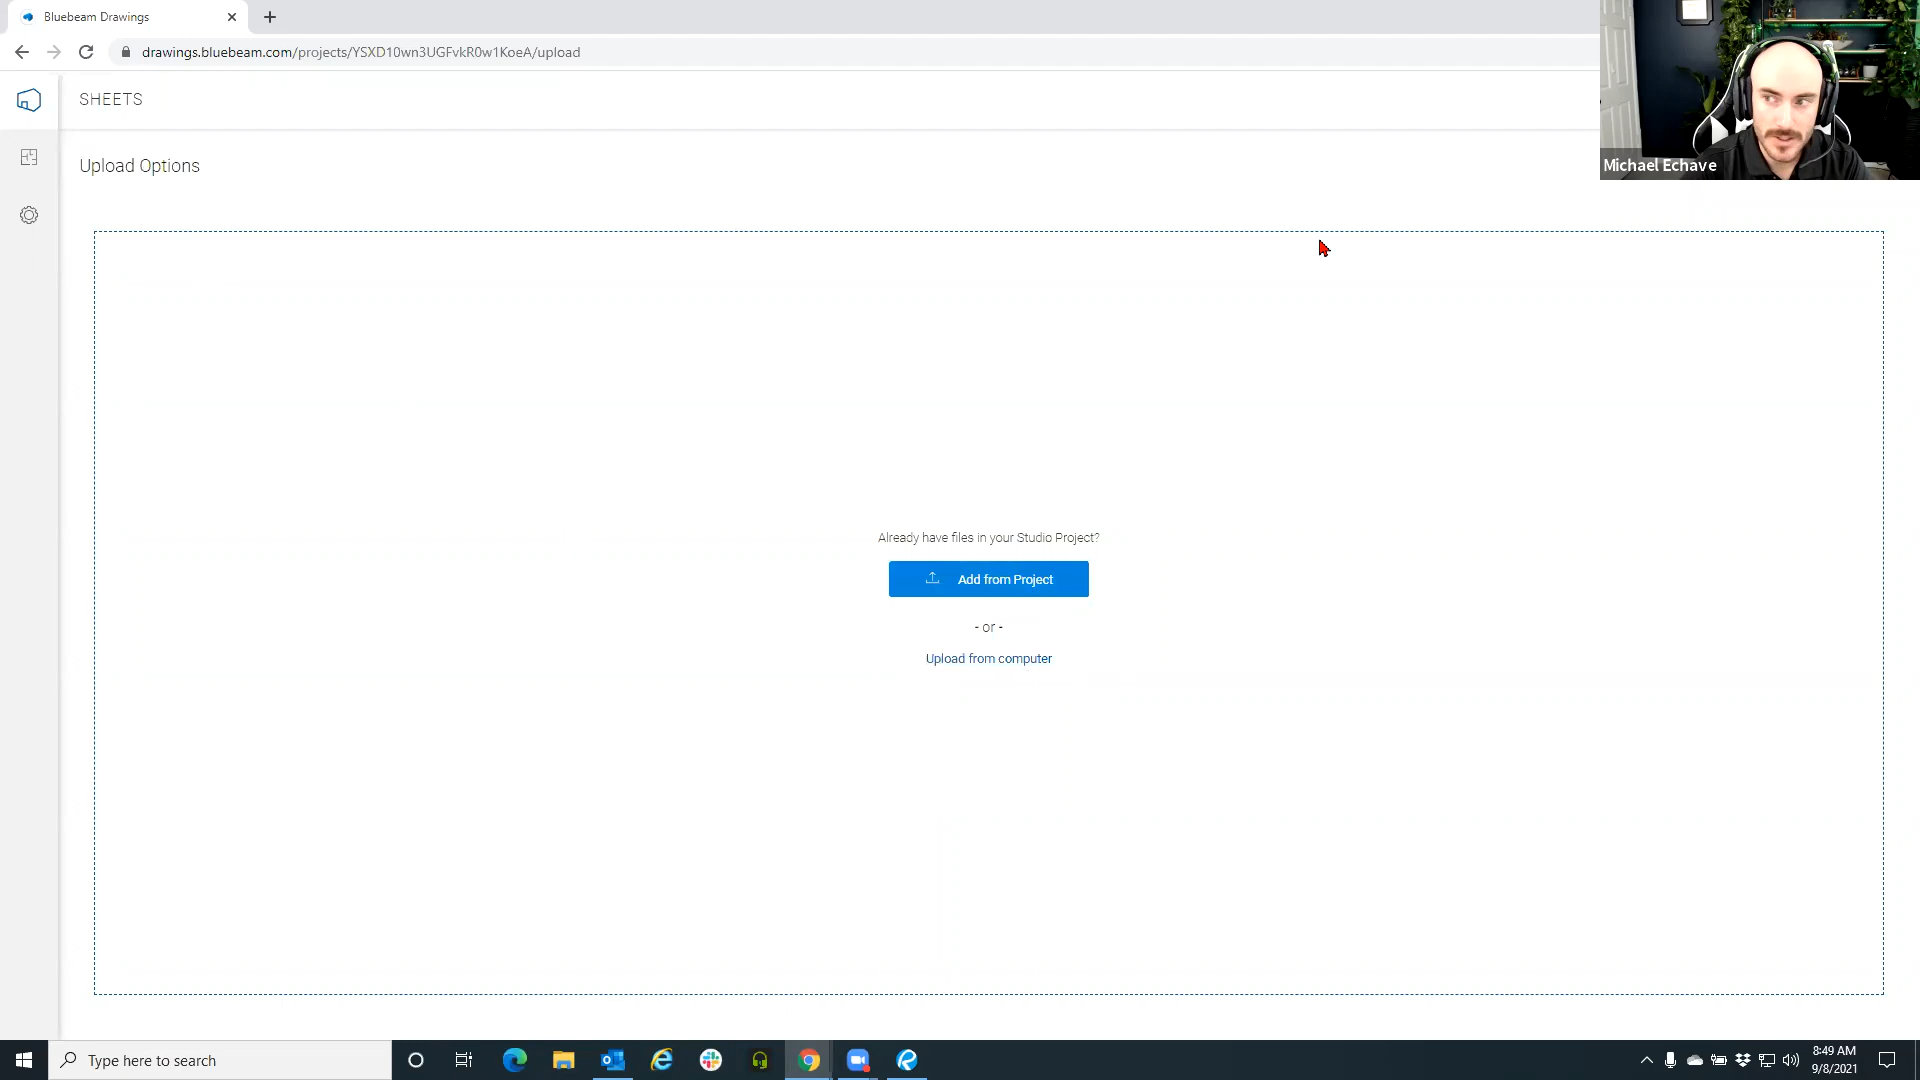 Bluebeam Drawings
drawings.bluebeam.com/projects/YSXD10wn3UGFvkR0w1KoeA/upload
SHEETS
Michael Echave
Upload Options
Already have files in your Studio Project?
Add from Project
- or -
Upload from computer
Type here to search
8:49 AM
9/8/2021